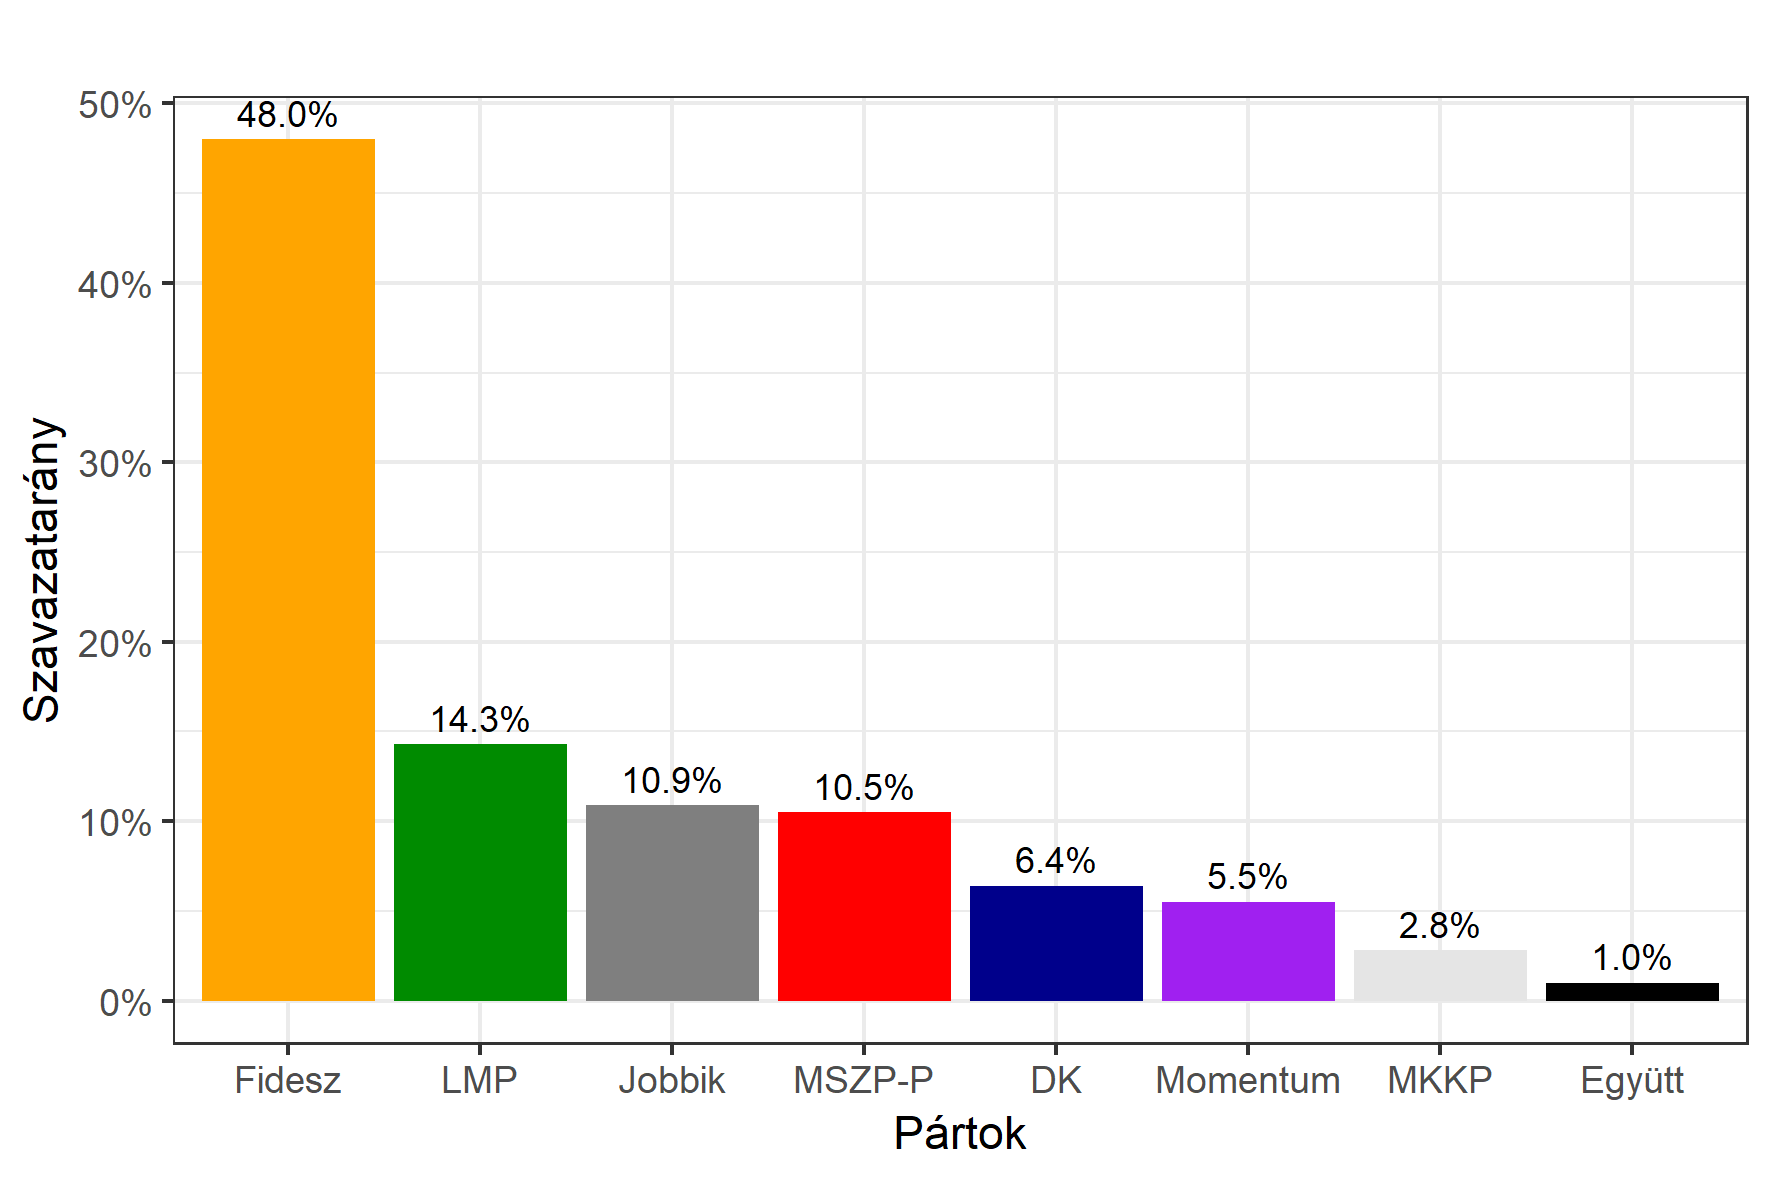 50%
40%
30%
20%
10%
0%
Szavazatarány
48.0%
14.3%
10.9%
10.5%
6.4%
5.5%
2.8%
1.0%
Fidesz
LMP
Jobbik
MSZP-P
DK
Momentum
MKKP
Együtt
Pártok